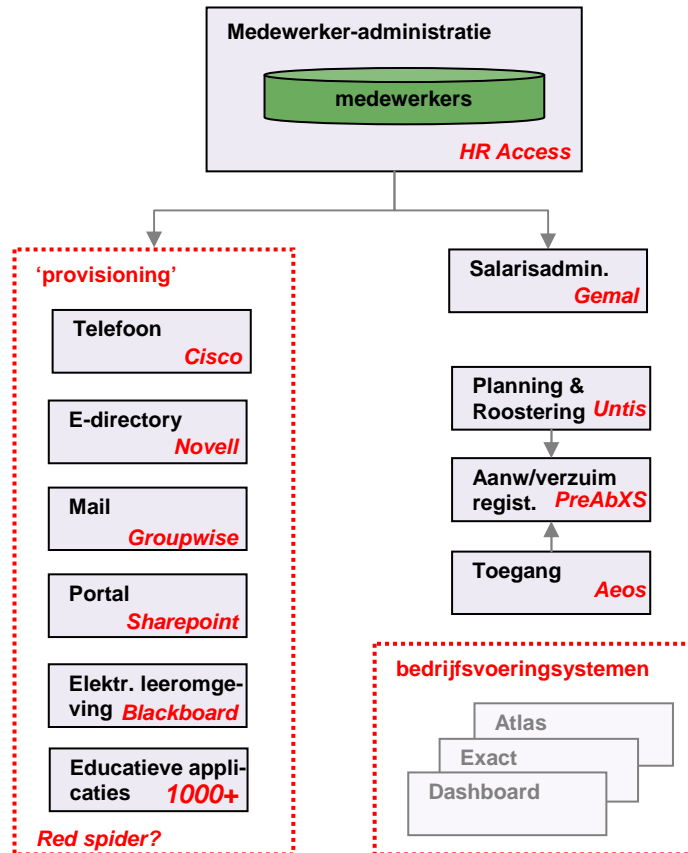 Medewerker-administratie
medewerkers
HR Access
‘provisioning’
Telefoon
Cisco
E-directory
Novell
Mail
Groupwise
Portal
Sharepoint
Elektr. leeromge-
ving Blackboard
Educatieve appli-
caties 1000+
Red spider?
Salarisadmin.
Gemal
Planning &
Roostering Untis
Aanw/verzuim
regist. PreAbXS
Toegang
Aeos
bedrijfsvoeringsystemen
Atlas
Exact
Dashboard